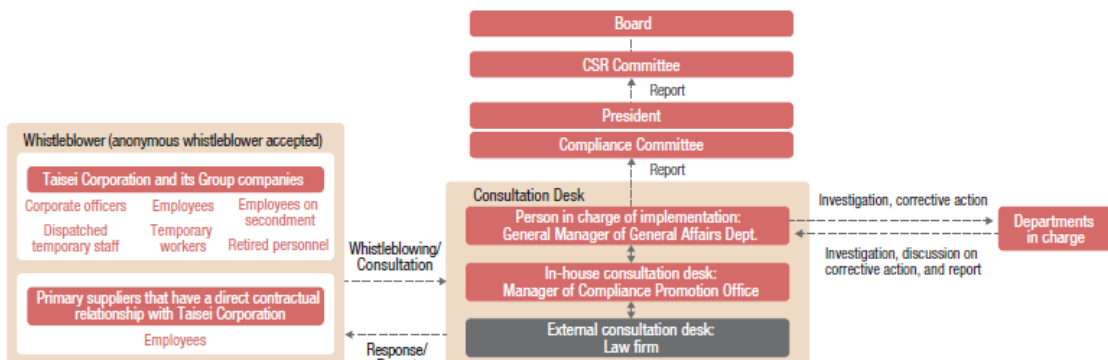 Board
CSR Committee
Report
President
Compliance Committee
Report
Whistleblower (anonymous whistleblower accepted)
Taisei Corporation and its Group companies
Corporate officers
Employees
Employees on
secondment
Dispatched
temporary staff
Temporary
workers
Retired personnel
Primary suppliers that have a direct contractual
relationship with Taisei Corporation
Employees
Whistleblowing/
Consultation
Response/
Consultation Desk
Person in charge of implementation:
General Manager of General Affairs Dept.
In-house consultation desk:
Manager of Compliance Promotion Office
External consultation desk:
Law firm
Investigation, corrective action
Investigation, discussion on
corrective action, and report
Departments
in charge